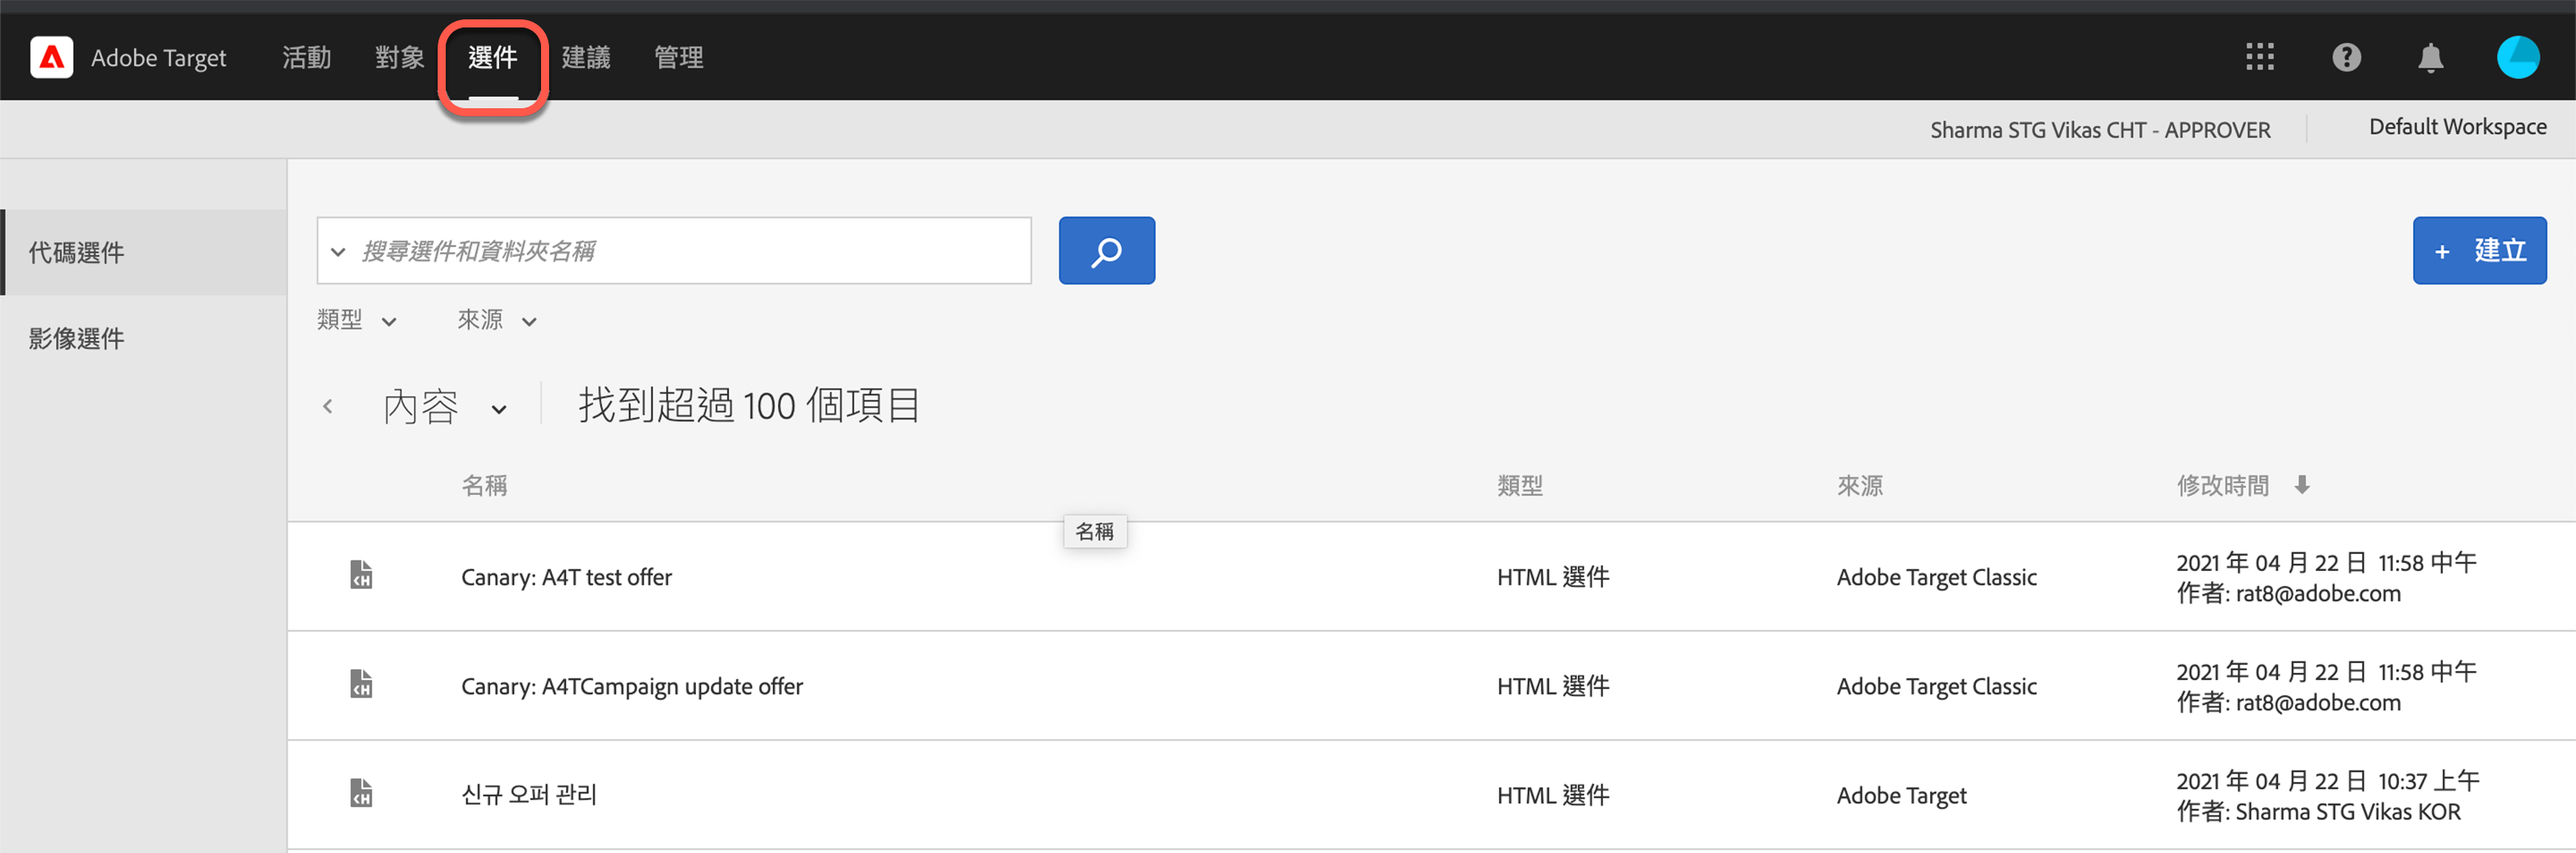 Adobe Target 活動 對象 選件 建議 管理
Sharma STG Vikas CHT - APPROVER Default Workspace
代碼選件
影像選件
搜尋選件和資料夾名稱
+ 建立
類型 來源
內容 找到超過 100 個項目
名稱 類型 來源 修改時間
名稱
Canary: A4T test offer HTML 選件 Adobe Target Classic 2021 年 04 月 22 日 11:58 中午
作者: rat8@adobe.com
Canary: A4TCampaign update offer HTML 選件 Adobe Target Classic 2021 年 04 月 22 日 11:58 中午
作者: rat8@adobe.com
신규 오퍼 관리 HTML 選件 Adobe Target 2021 年 04 月 22 日 10:37 上午
作者: Sharma STG Vikas KOR